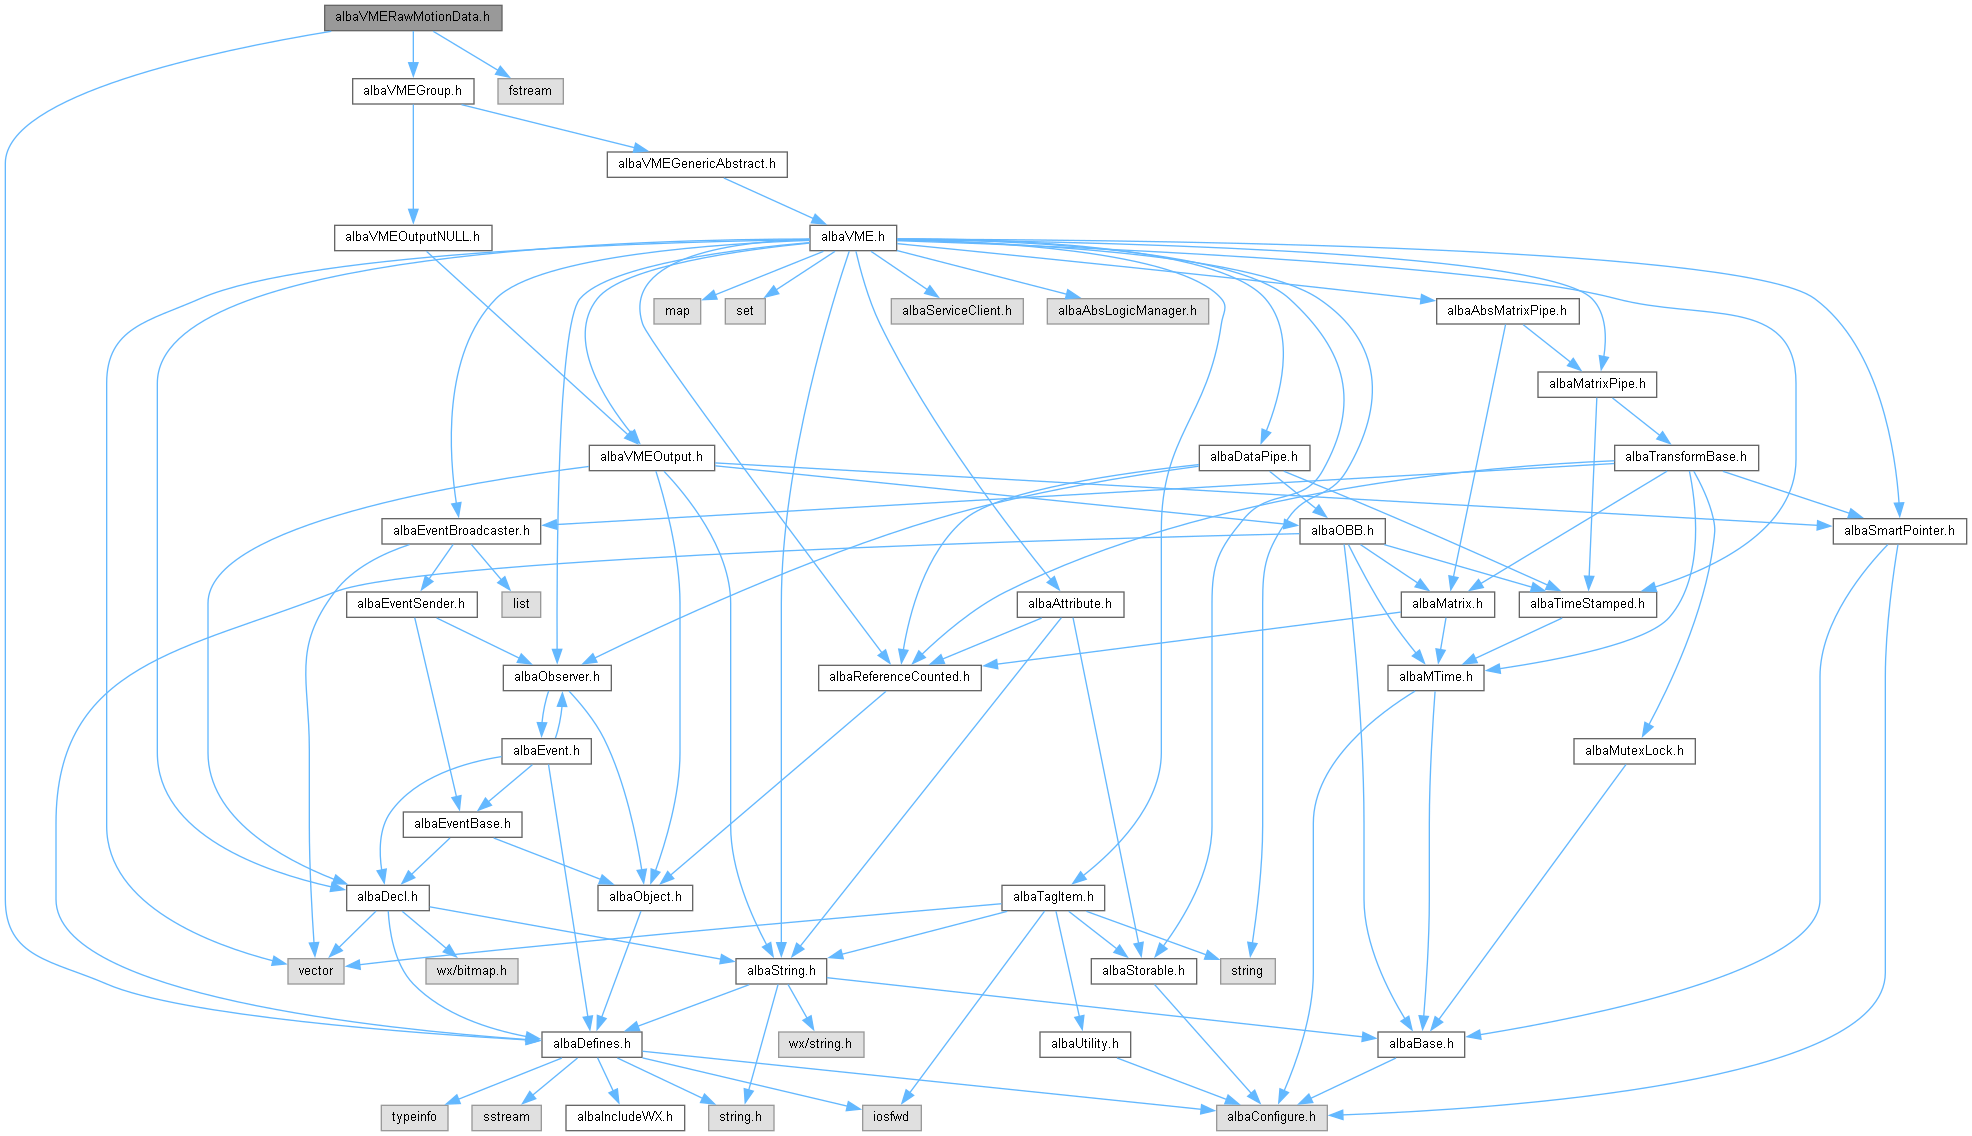 albaVMERawMotionData.h
albaVMEGroup.h
fstream
albaVMEGenericAbstract.h
albaVMEOutputNULL.h
albaVME.h
map
set
albaServiceClient.h
albaAbsLogicManager.h
albaAbsMatrixPipe.h
albaMatrixPipe.h
albaVMEOutput.h
albaDataPipe.h
albaTransformBase.h
albaEventBroadcaster.h
albaOBB.h
albaSmartPointer.h
albaEventSender.h
list
albaAttribute.h
albaMatrix.h
albaTimeStamped.h
albaObserver.h
albaReferenceCounted.h
albaMTime.h
albaEvent.h
albaMutexLock.h
albaEventBase.h
albaDecl.h
albaObject.h
albaTagItem.h
vector
wx/bitmap.h
albaString.h
albaStorable.h
string
albaDefines.h
wx/string.h
albaUtility.h
albaBase.h
typeinfo
sstream
albaIncludeWX.h
string.h
iosfwd
albaConfigure.h